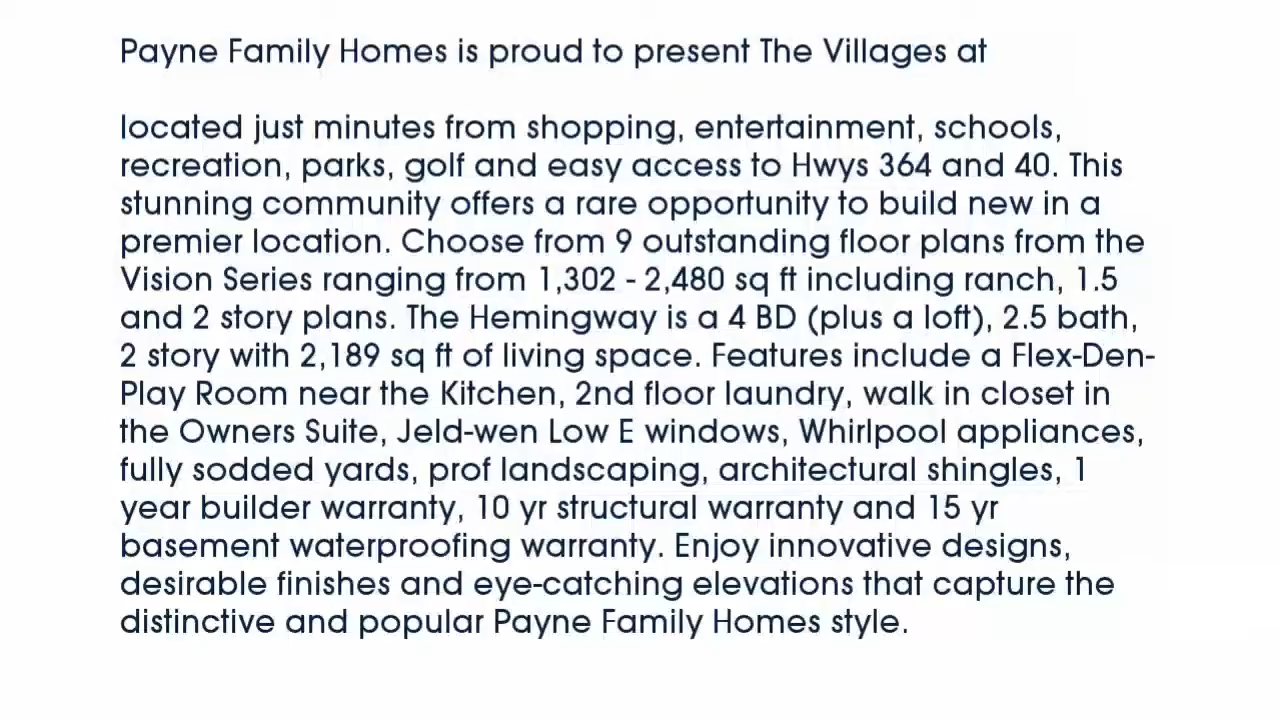 Payne Family Homes is proud to present The Villages at
located just minutes from shopping, entertainment, schools,
recreation, parks, golf and easy access to Hwys 364 and 40. This
stunning community offers a rare opportunity to build new in a
premier location. Choose from 9 outstanding floor plans from the
Vision Series ranging from 1,302 - 2,480 sq ft including ranch, 1.5
and 2 story plans. The Hemingway is a 4 BD (plus a loft), 2.5 bath,
2 story with 2,189 sq ft of living space. Features include a Flex-Den-
Play Room near the Kitchen, 2nd floor laundry, walk in closet in
the Owners Suite, Jeld-wen Low E windows, Whirlpool appliances,
fully sodded yards, prof landscaping, architectural shingles, 1
year builder warranty, 10 yr structural warranty and 15 yr
basement waterproofing warranty. Enjoy innovative designs,
desirable finishes and eye-catching elevations that capture the
distinctive and popular Payne Family Homes style.